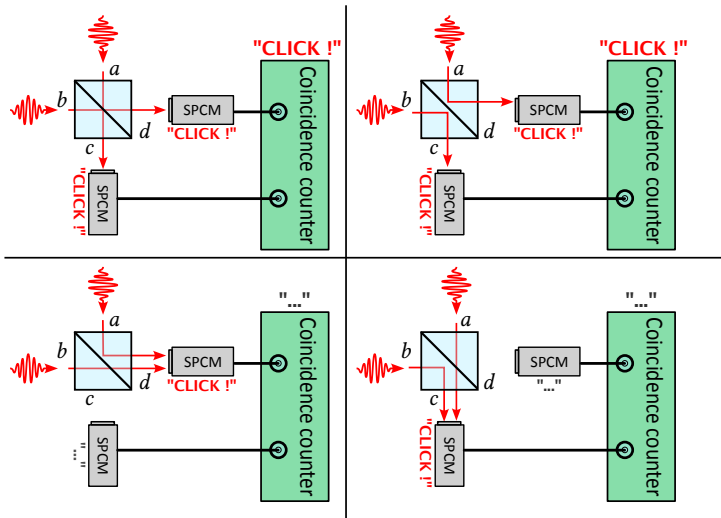 "CLICK !"
a
b
SPCM
Coincidence counter
d
"CLICK !"
c
"CLICK !"
SPCM
"CLICK !"
a
b
SPCM
Coincidence counter
d
"CLICK !"
c
"CLICK !"
SPCM
"..."
a
b
SPCM
Coincidence counter
d
"CLICK !"
c
"..."
SPCM
"..."
a
b
SPCM
Coincidence counter
d
"..."
c
"CLICK !"
SPCM